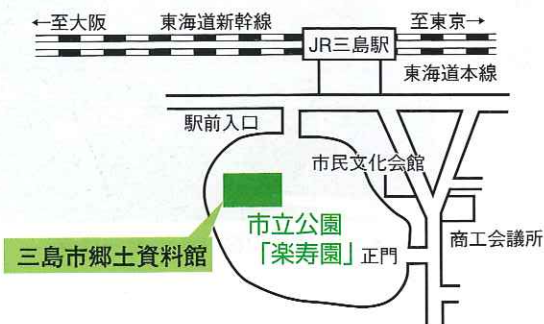 ←至大阪
東海道新幹線
至東京→
JR三島駅
東海道本線
駅前入口
市民文化会館
市立公園
「楽寿園」
正門
商工会議所
三島市郷土資料館